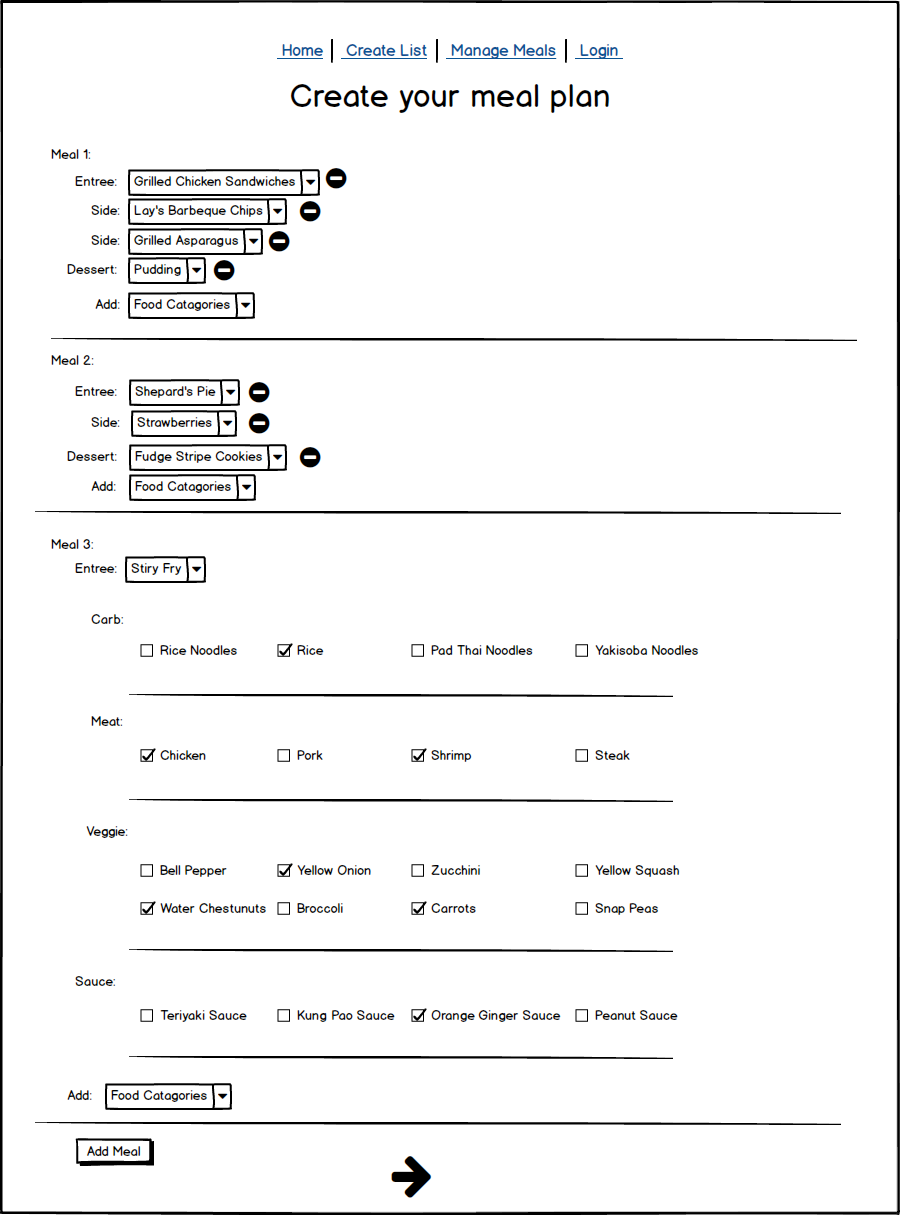 Home | Create List | Manage Meals | Login
Create your meal plan
Meal 1:
Entree: Grilled Chicken Sandwiches
Side: Lay's Barbeque Chips
Side: Grilled Asparagus
Dessert: Pudding
Add: Food Catagories
Meal 2:
Entree: Shepard's Pie
Side: Strawberries
Dessert: Fudge Stripe Cookies
Add: Food Catagories
Meal 3:
Entree: Stiry Fry
Carb:
Rice Noodles Rice Pad Thai Noodles Yakisoba Noodles
Meat:
Chicken Pork Shrimp Steak
Veggie:
Bell Pepper Yellow Onion Zucchini Yellow Squash
Water Chestunuts Broccoli Carrots Snap Peas
Sauce:
Teriyaki Sauce Kung Pao Sauce Orange Ginger Sauce Peanut Sauce
Add: Food Catagories
Add Meal